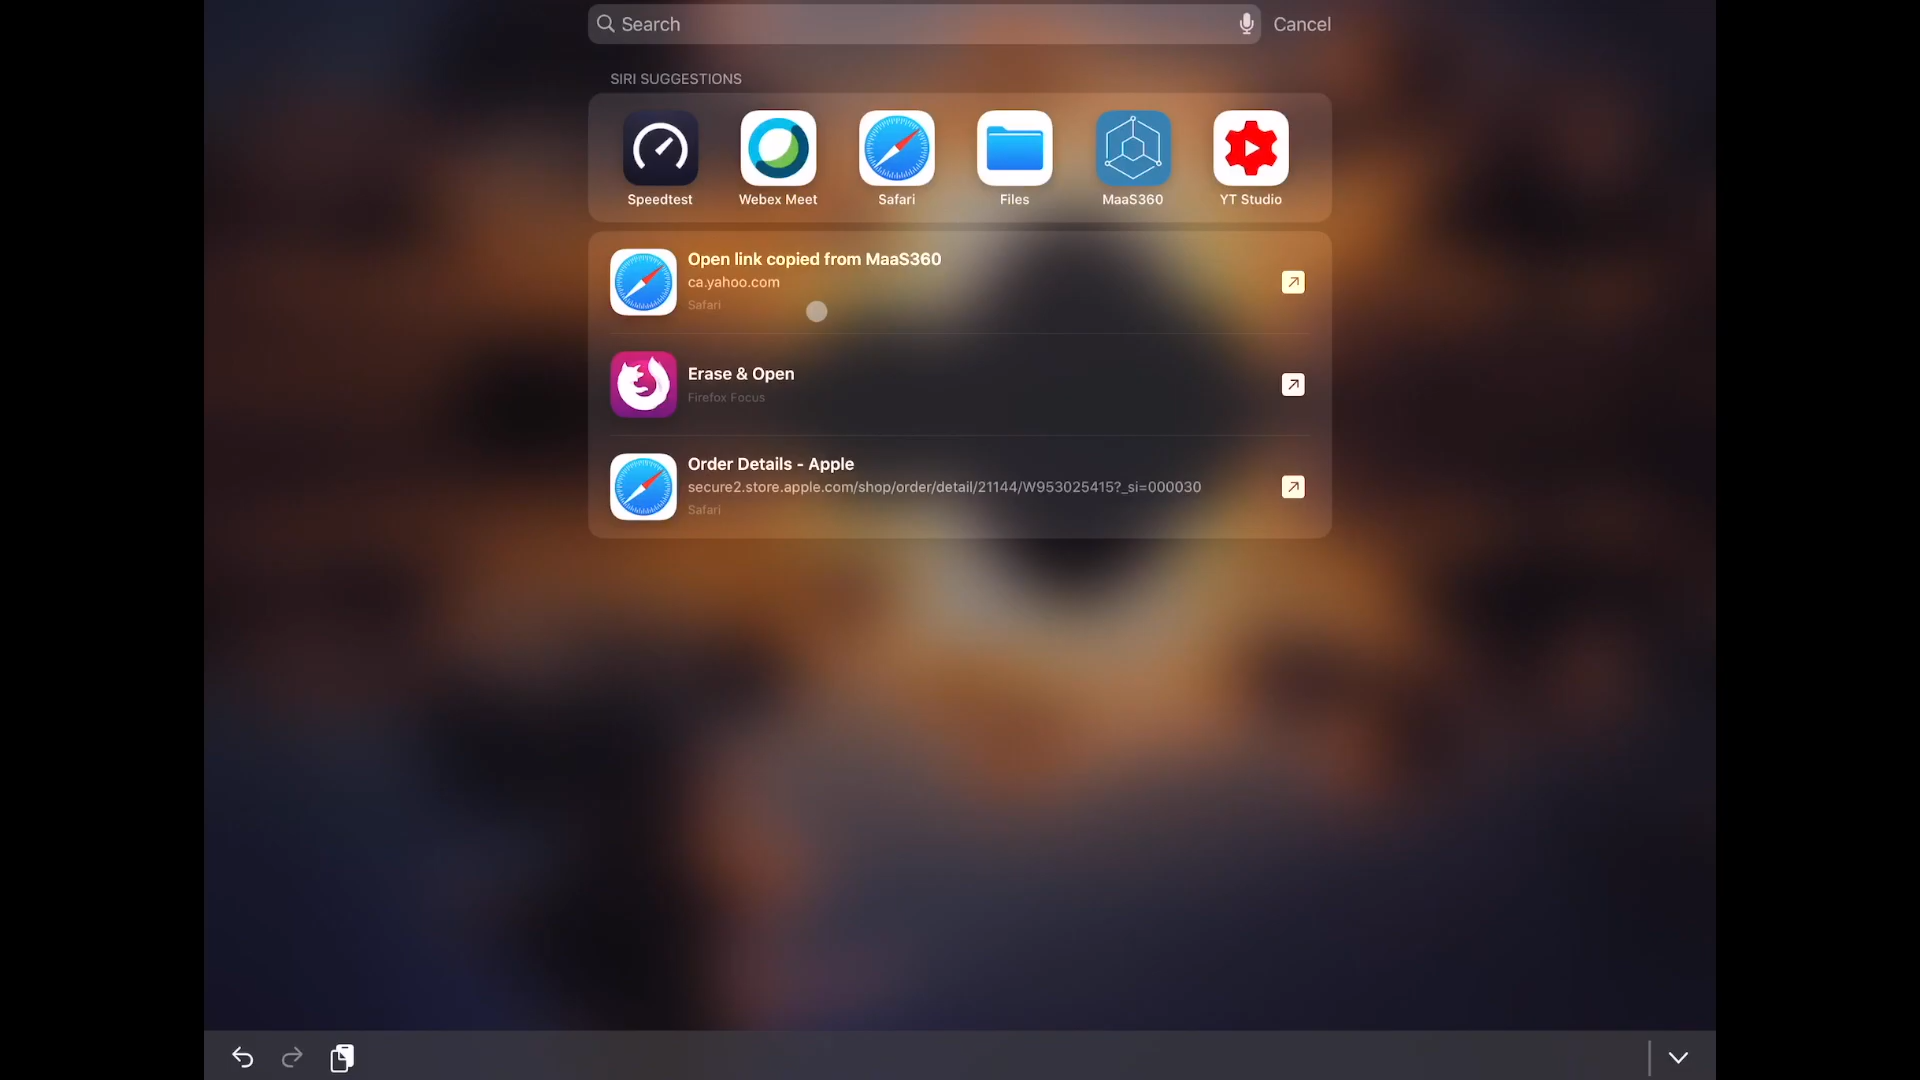 Search
Cancel
SIRI SUGGESTIONS
Speedtest
Webex Meet
Safari
Files
MaaS360
YT Studio
Open link copied from MaaS360
ca.yahoo.com
Safari
Erase & Open
Firefox Focus
Order Details - Apple
secure2.store.apple.com/shop/order/detail/21144/W953025415?_si=000030
Safari